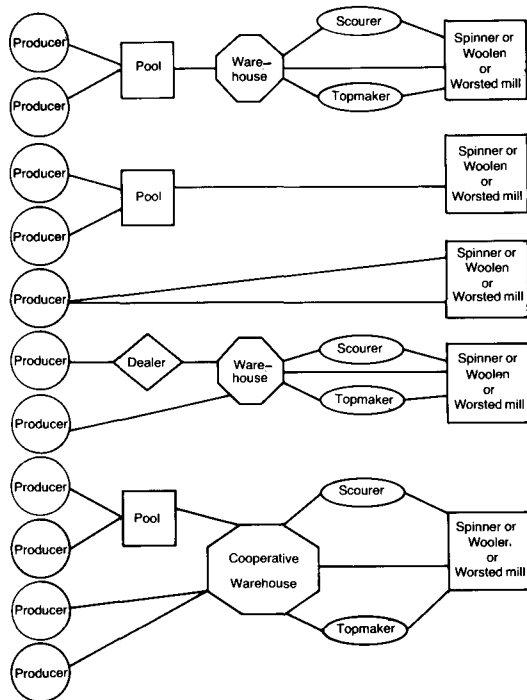 Producer
Producer
Pool
Ware-
house
Scourer
Topmaker
Spinner or
Woolen
or
Worsted mill
Producer
Producer
Pool
Spinner or
Woolen
or
Worsted mill
Producer
Spinner or
Woolen
or
Worsted mill
Producer
Producer
Dealer
Ware-
house
Scourer
Topmaker
Spinner or
Woolen
or
Worsted mill
Producer
Producer
Producer
Producer
Pool
Cooperative
Warehouse
Scourer
Topmaker
Spinner or
Wooler.
or
Worsted mill